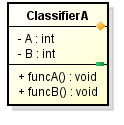 ClassifierA
- A : int
- B : int
+ funcA() : void
+ funcB() : void